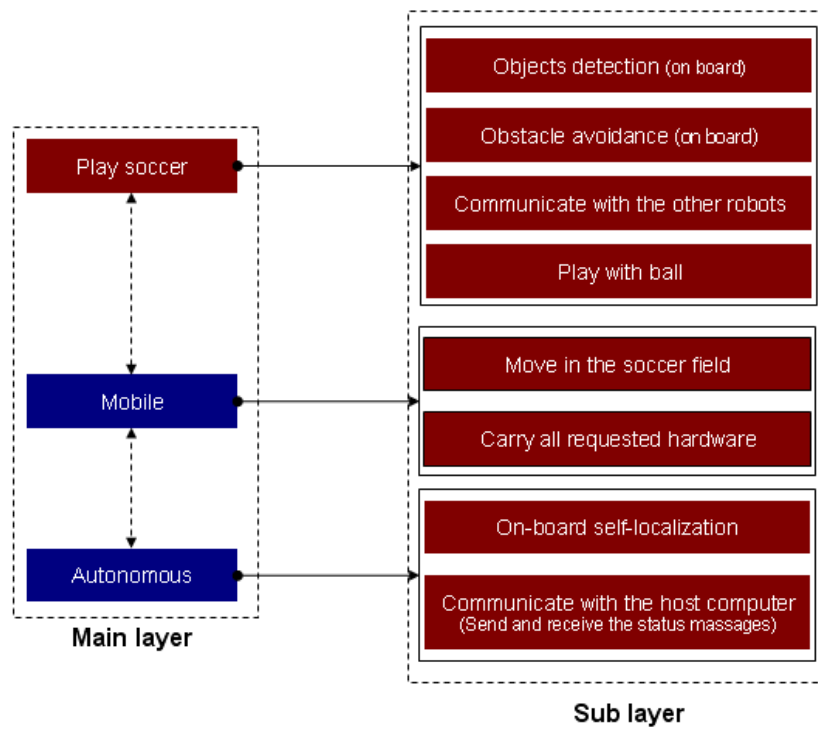 Play soccer
Mobile
Autonomous
Main layer
Objects detection (on board)
Obstacle avoidance (on board)
Communicate with the other robots
Play with ball
Move in the soccer field
Carry all requested hardware
On-board self-localization
Communicate with the host computer
(Send and receive the status massages)
Sub layer